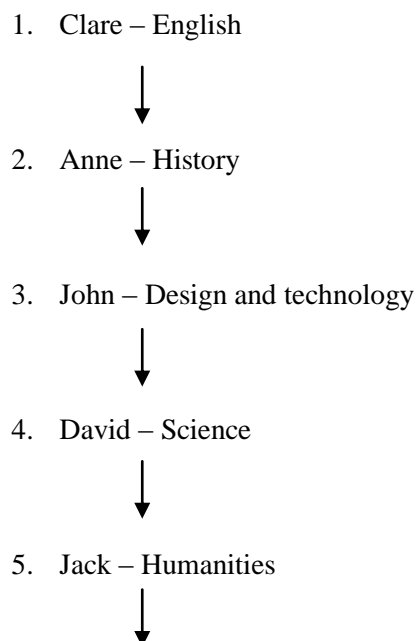 1. Clare – English
2. Anne – History
3. John – Design and technology
4. David – Science
5. Jack – Humanities